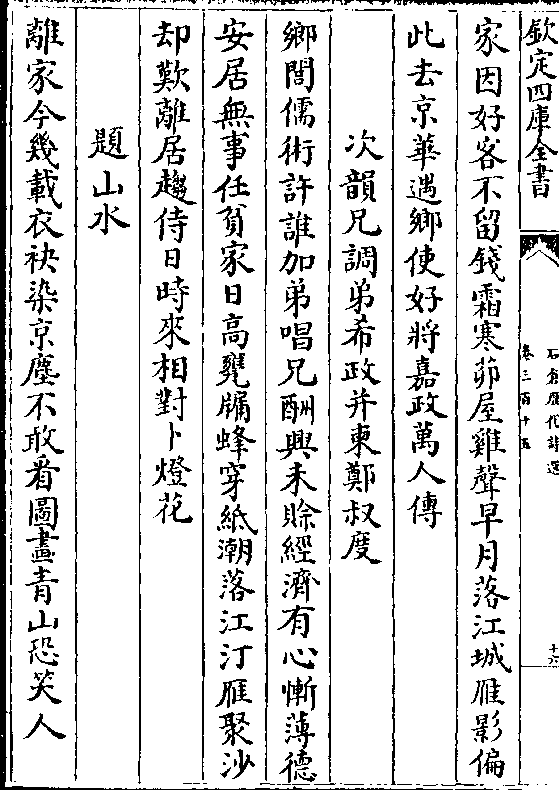 欽定四庫全書
石倉歷代詩選
卷三百十五
十六
家因好客不留錢霜寒茆屋雞聲早月落江城雁影偏
此去京華遇鄉使好將嘉政萬人傳
次韻兄調弟希政并柬鄭叔度
鄉閭儒術許誰加弟唱兄酬興未賒經濟有心慚薄德
安居無事任貧家日高甕牖蜂穿紙潮落江汀雁聚沙
却歎離居趨侍日時來相對卜燈花
題山水
離家今幾載衣袂染京塵不敢看圖畫青山恐笑人